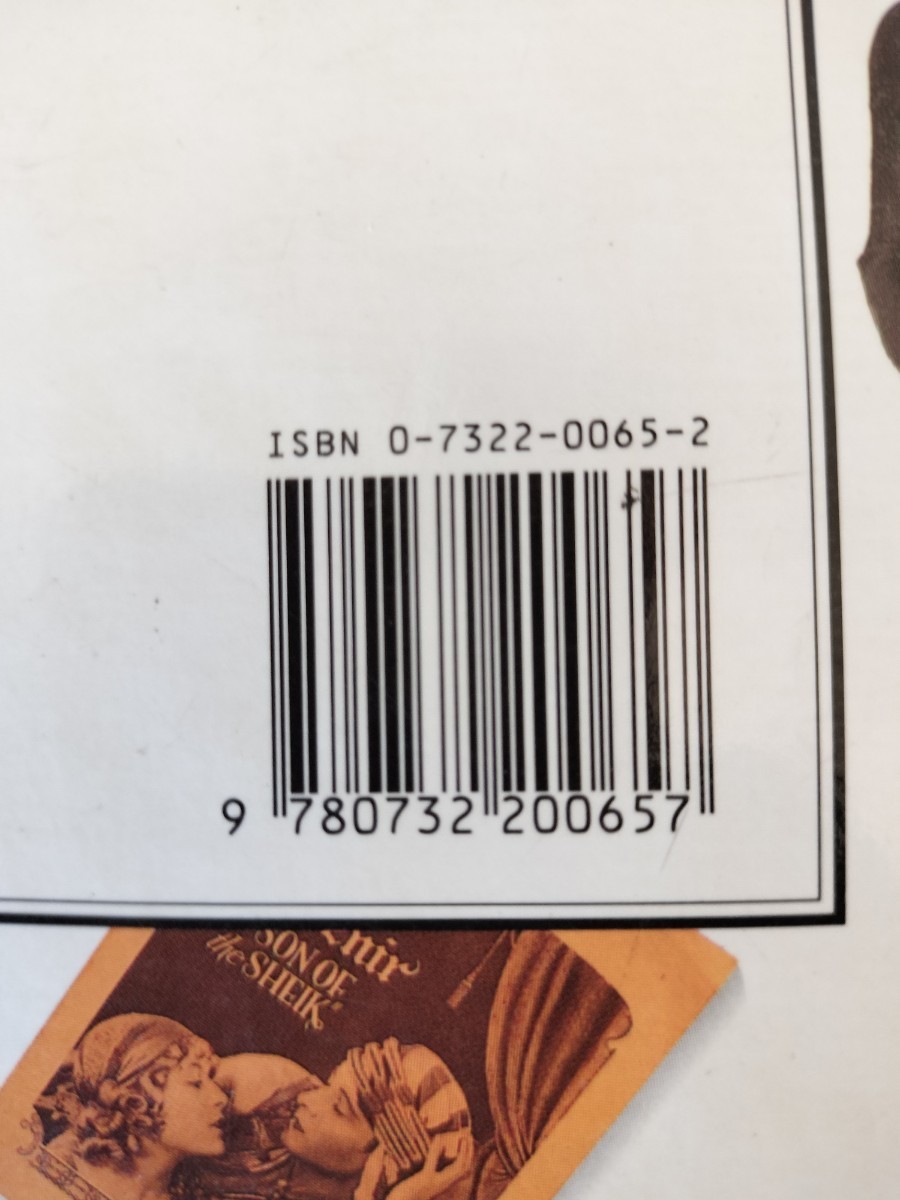 ISBN 0-7322-0065-2
9 780732 200657
SON OF
the SHEIK"